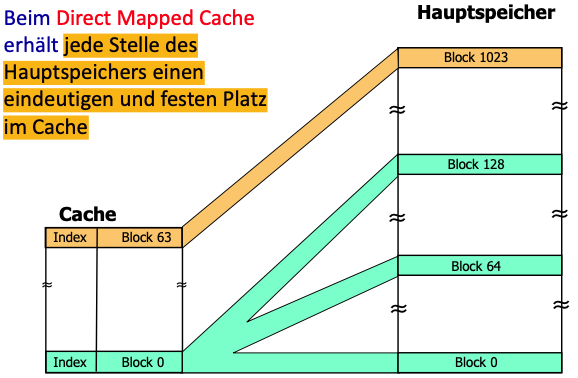 Beim Direct Mapped Cache
erhält jede Stelle des
Hauptspeichers einen
eindeutigen und festen Platz
im Cache
Hauptspeicher
Block 1023
Block 128
Cache
Index Block 63
Block 64
Index Block 0
Block 0